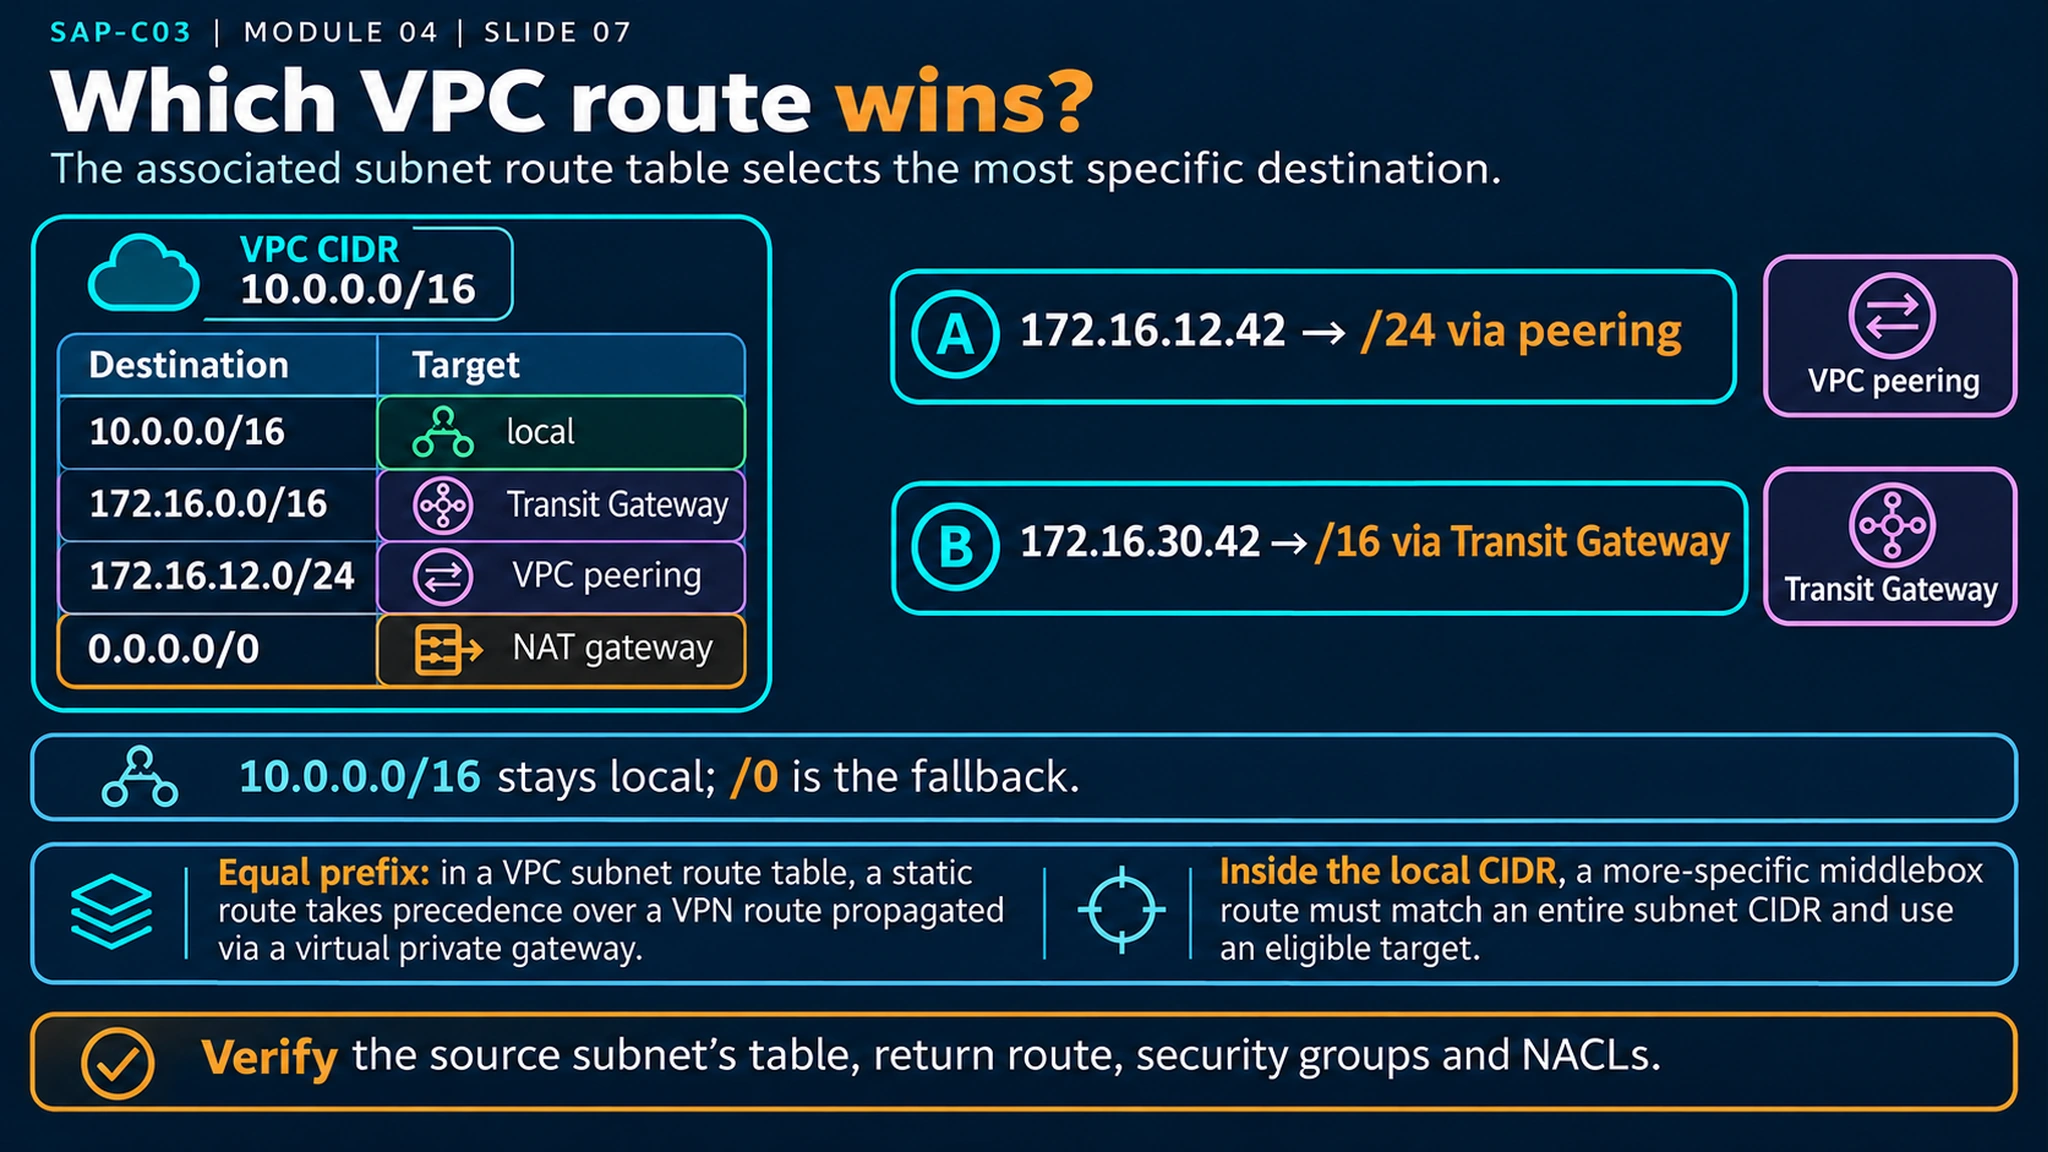 SAP-C03 | MODULE 04 | SLIDE 07
Which VPC route wins?
The associated subnet route table selects the most specific destination.
VPC CIDR
10.0.0.0/16
Destination Target
10.0.0.0/16 local
172.16.0.0/16 Transit Gateway
172.16.12.0/24 VPC peering
0.0.0.0/0 NAT gateway
A 172.16.12.42 → /24 via peering
VPC peering
B 172.16.30.42 → /16 via Transit Gateway
Transit Gateway
10.0.0.0/16 stays local; /0 is the fallback.
Equal prefix: in a VPC subnet route table, a static
route takes precedence over a VPN route propagated
via a virtual private gateway.
Inside the local CIDR, a more-specific middlebox
route must match an entire subnet CIDR and use
an eligible target.
Verify the source subnet’s table, return route, security groups and NACLs.